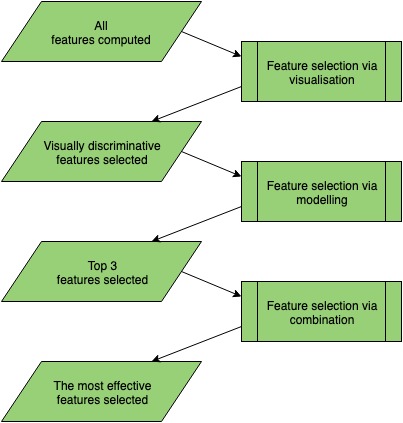 All
features computed
Feature selection via
visualisation
Visually discriminative
features selected
Feature selection via
modelling
Top 3
features selected
Feature selection via
combination
The most effective
features selected